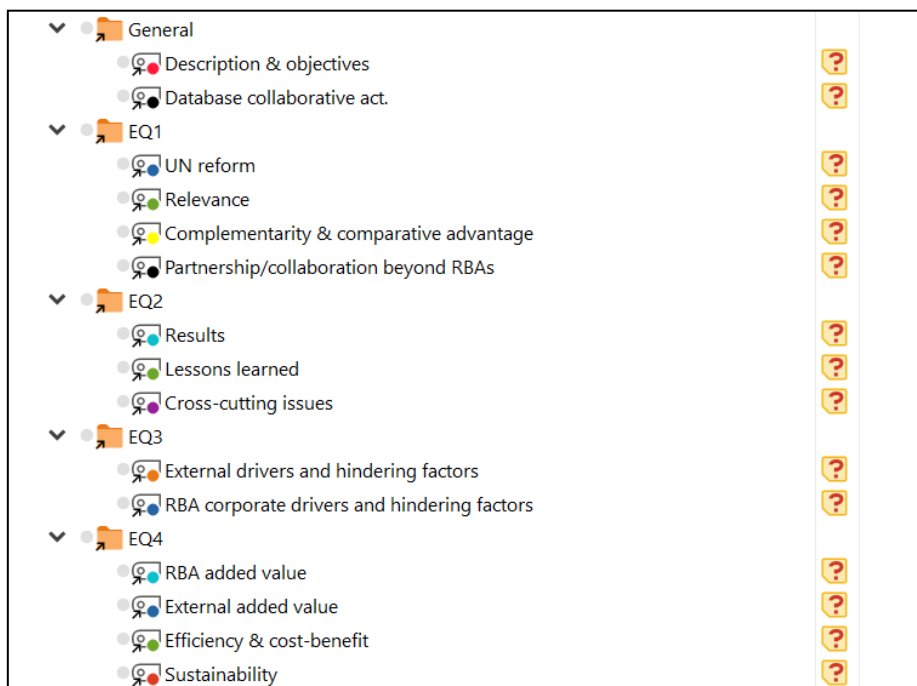 General
Description & objectives
Database collaborative act.
EQ1
UN reform
Relevance
Complementarity & comparative advantage
Partnership/collaboration beyond RBAs
EQ2
Results
Lessons learned
Cross-cutting issues
EQ3
External drivers and hindering factors
RBA corporate drivers and hindering factors
EQ4
RBA added value
External added value
Efficiency & cost-benefit
Sustainability